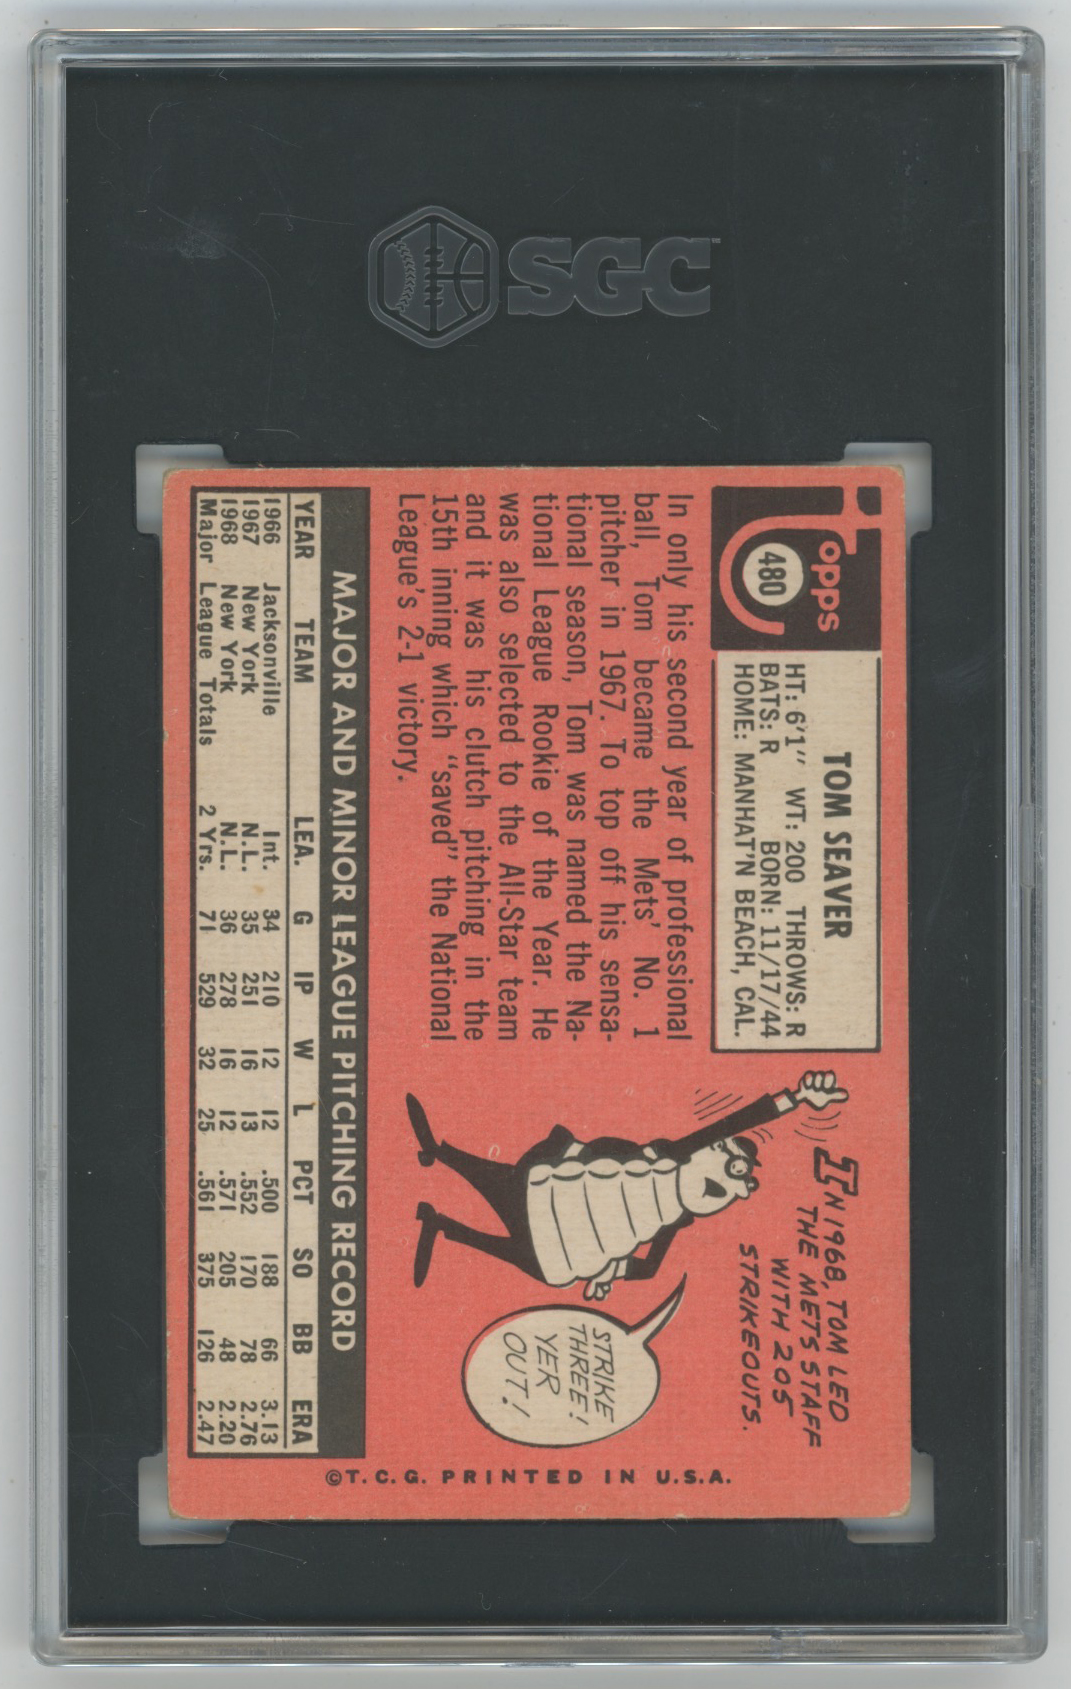 SGC
Topps
480
TOM SEAVER
HT: 6'1" WT: 200 THROWS: R
BATS: R BORN: 11/17/44
HOME: MANHAT'N BEACH, CAL.
In only his second year of professional
ball, Tom became the Mets' No. 1
pitcher in 1967. To top off his sensa-
tional season, Tom was named the Na-
tional League Rookie of the Year. He
was also selected to the All-Star team
and it was his clutch pitching in the
15th inning which "saved" the National
League's 2-1 victory.
IN 1968, TOM LED
THE METS STAFF
WITH 205
STRIKEOUTS.
STRIKE
THREE!
YER
OUT!
MAJOR AND MINOR LEAGUE PITCHING RECORD
YEAR TEAM LEA. G IP W L PCT SO BB ERA
1966 Jacksonville Int. 34 210 12 12 .500 188 66 3.13
1967 New York N.L. 35 251 16 13 .552 170 78 2.76
1968 New York N.L. 36 278 16 12 .571 205 48 2.20
Major League Totals 2 Yrs. 71 529 32 25 .561 375 126 2.47
©T.C.G. PRINTED IN U.S.A.